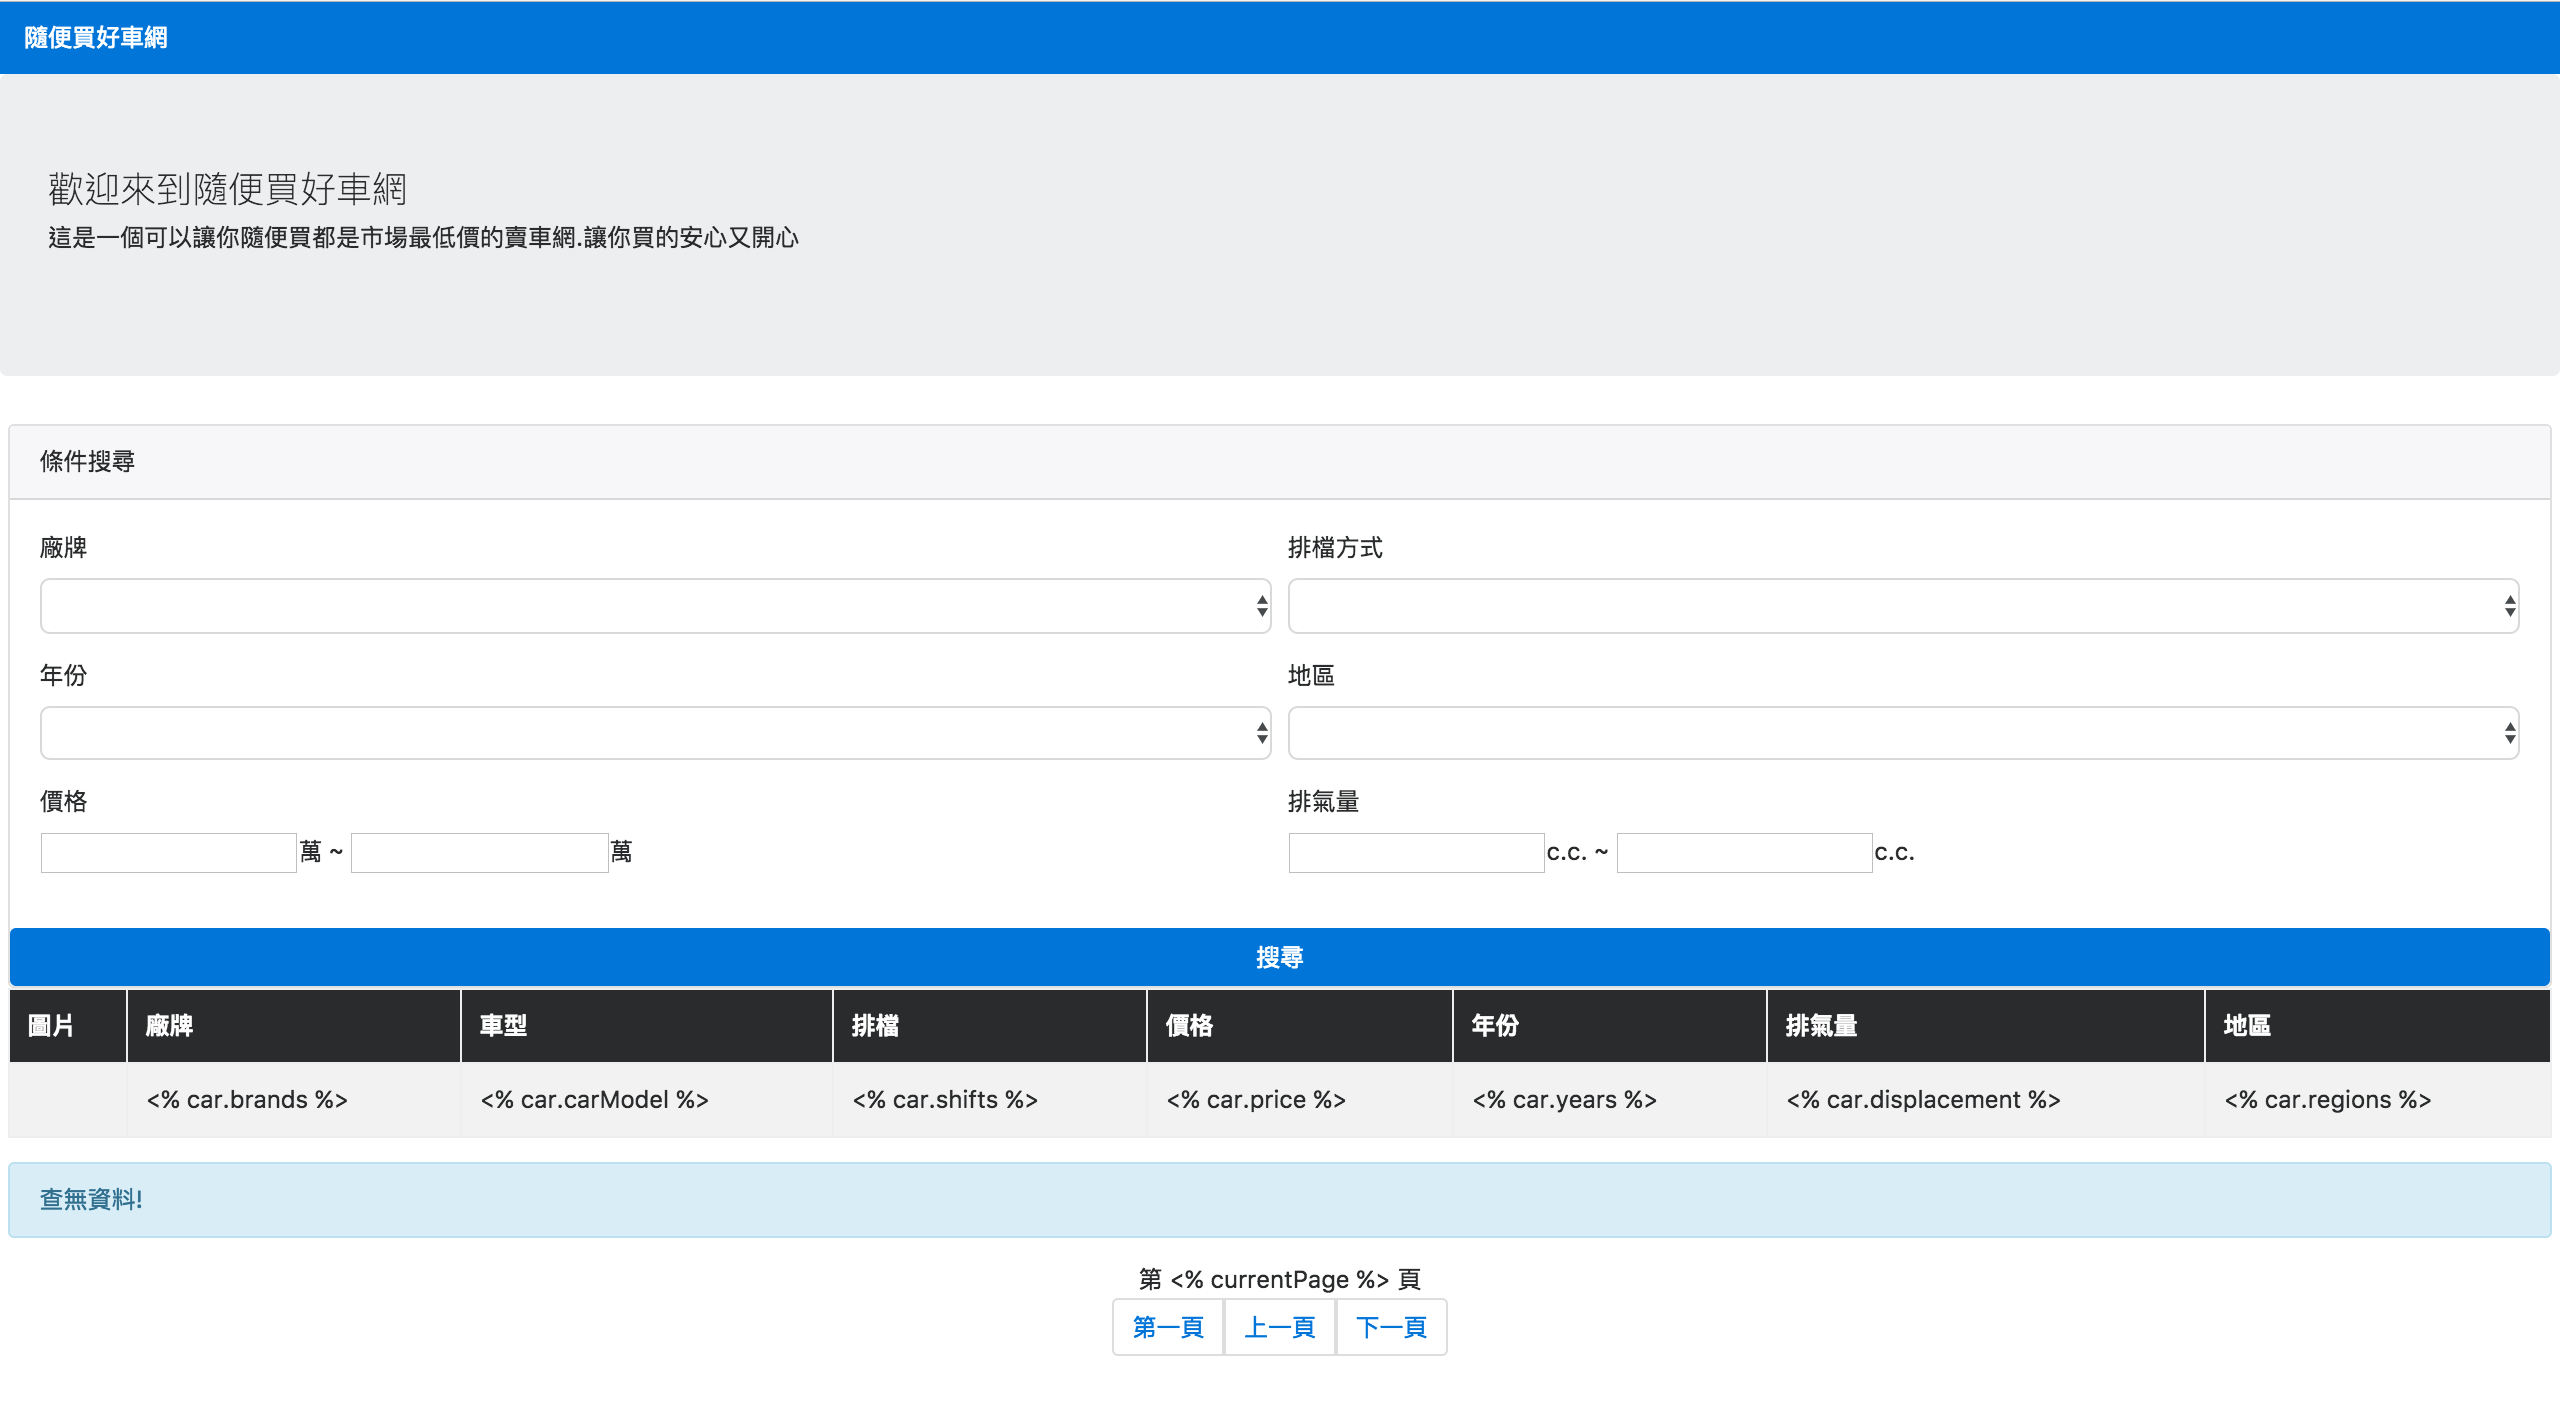 隨便買好車網
歡迎來到隨便買好車網
這是一個可以讓你隨便買都是市場最低價的賣車網.讓你買的安心又開心
條件搜尋
廠牌 排檔方式
年份 地區
價格 排氣量
萬 ~ 萬 c.c. ~ c.c.
搜尋
圖片 廠牌 車型 排檔 價格 年份 排氣量 地區
<% car.brands %> <% car.carModel %> <% car.shifts %> <% car.price %> <% car.years %> <% car.displacement %> <% car.regions %>
查無資料!
第 <% currentPage %> 頁
第一頁 上一頁 下一頁